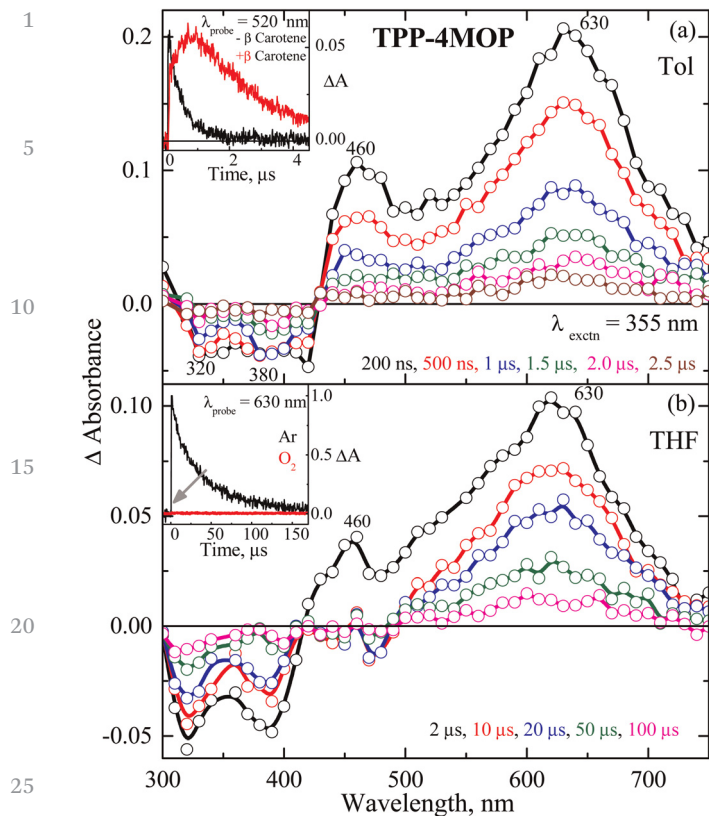 1
5
10
15
20
25
λprobe = 520 nm
- β Carotene
+β Carotene
0.05
ΔA
0.00
0 2 4
Time, μs
TPP-4MOP
630
(a)
Tol
460
0.2
0.1
0.0
320
380
λ exctn = 355 nm
200 ns, 500 ns, 1 μs, 1.5 μs, 2.0 μs, 2.5 μs
Δ Absorbance
λprobe = 630 nm
1.0
Ar
O2
0.5
ΔA
0.0
0 50 100 150
Time, μs
630
(b)
THF
460
0.10
0.05
0.00
-0.05
2 μs, 10 μs, 20 μs, 50 μs, 100 μs
300 400 500 600 700
Wavelength, nm